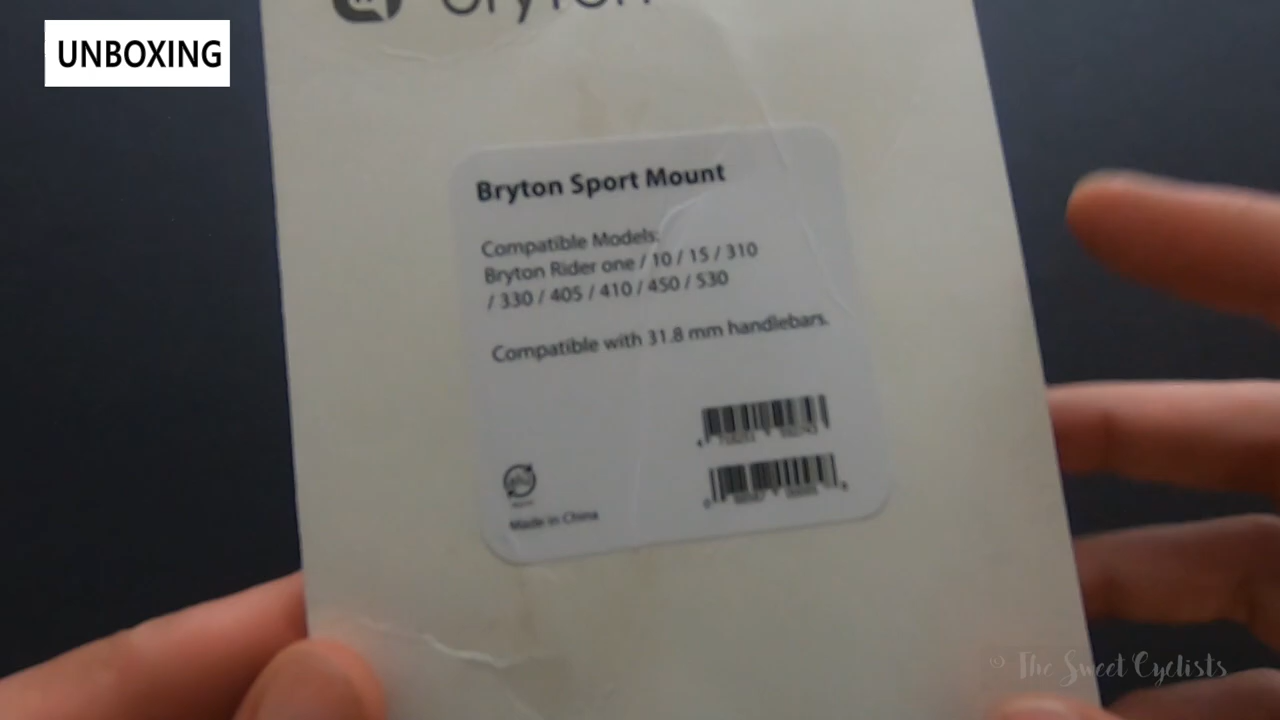 UNBOXING
bryton
Bryton Sport Mount
Compatible Models:
Bryton Rider one / 10 / 15 / 310
/ 330 / 405 / 410 / 450 / 530
Compatible with 31.8 mm handlebars.
Made in China
© The Sweet Cyclists